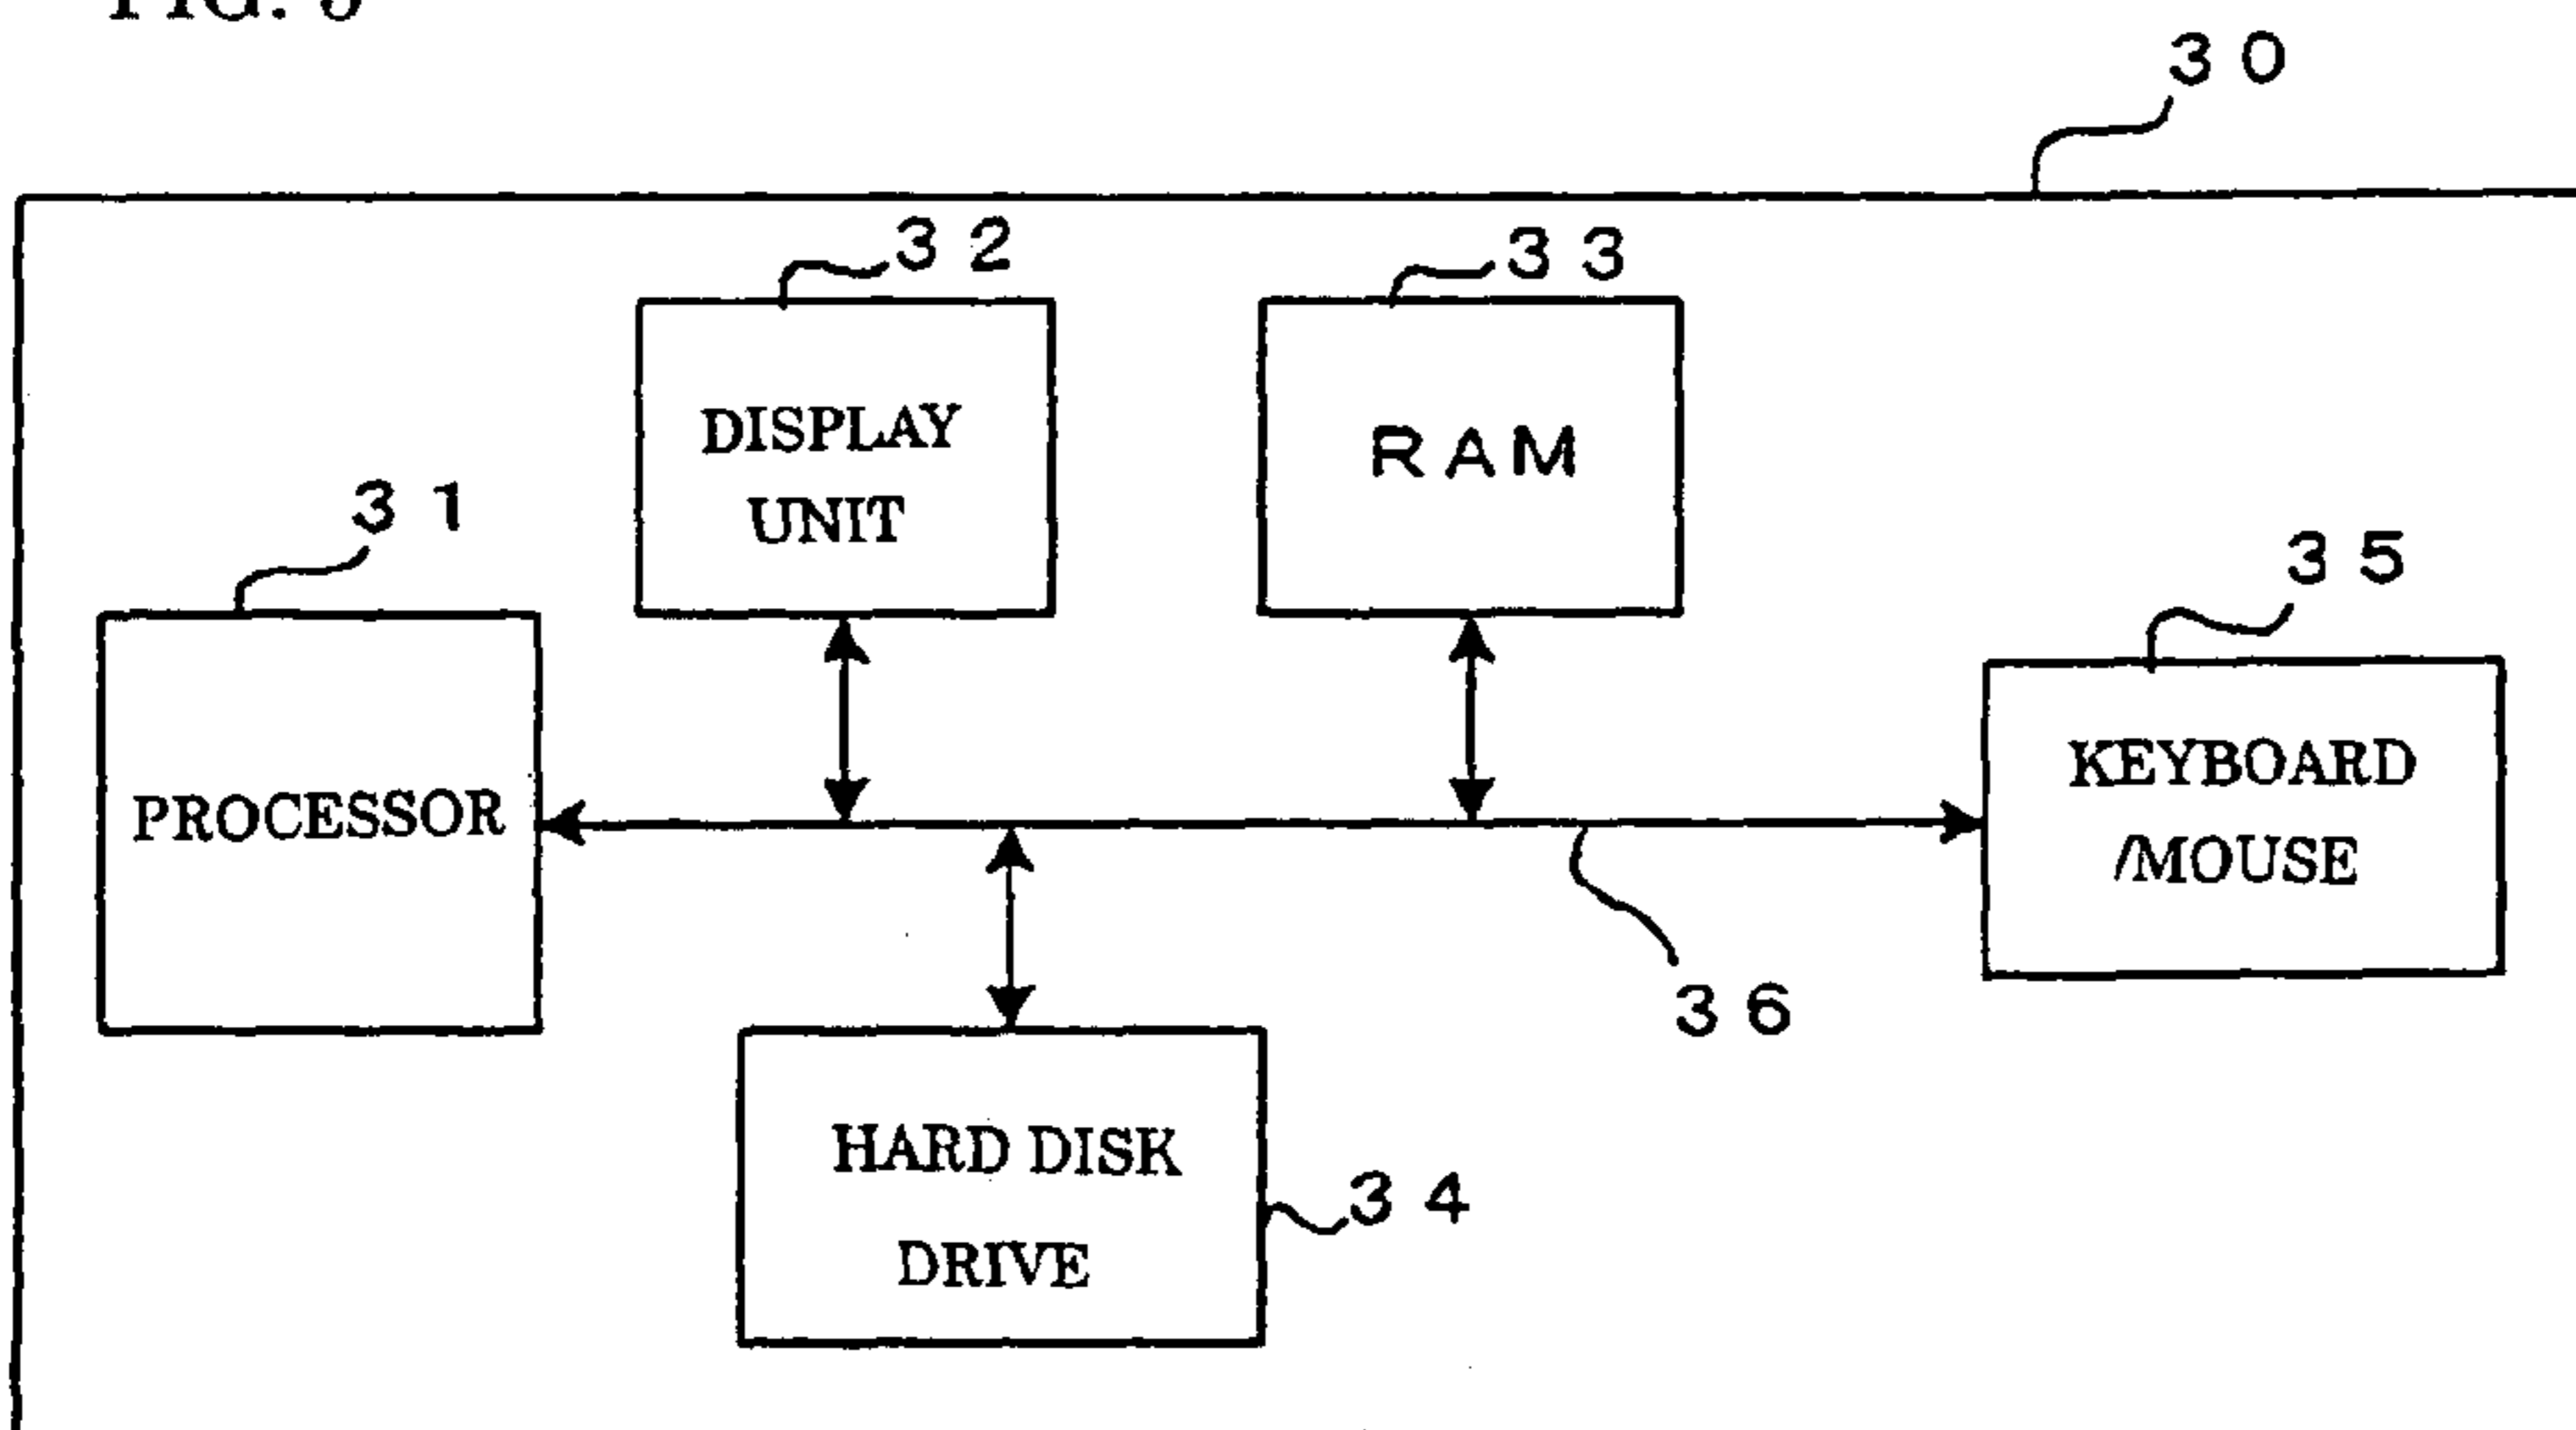 30
32
33
DISPLAY
UNIT
RAM
31
35
PROCESSOR
KEYBOARD
/MOUSE
36
HARD DISK
DRIVE
34